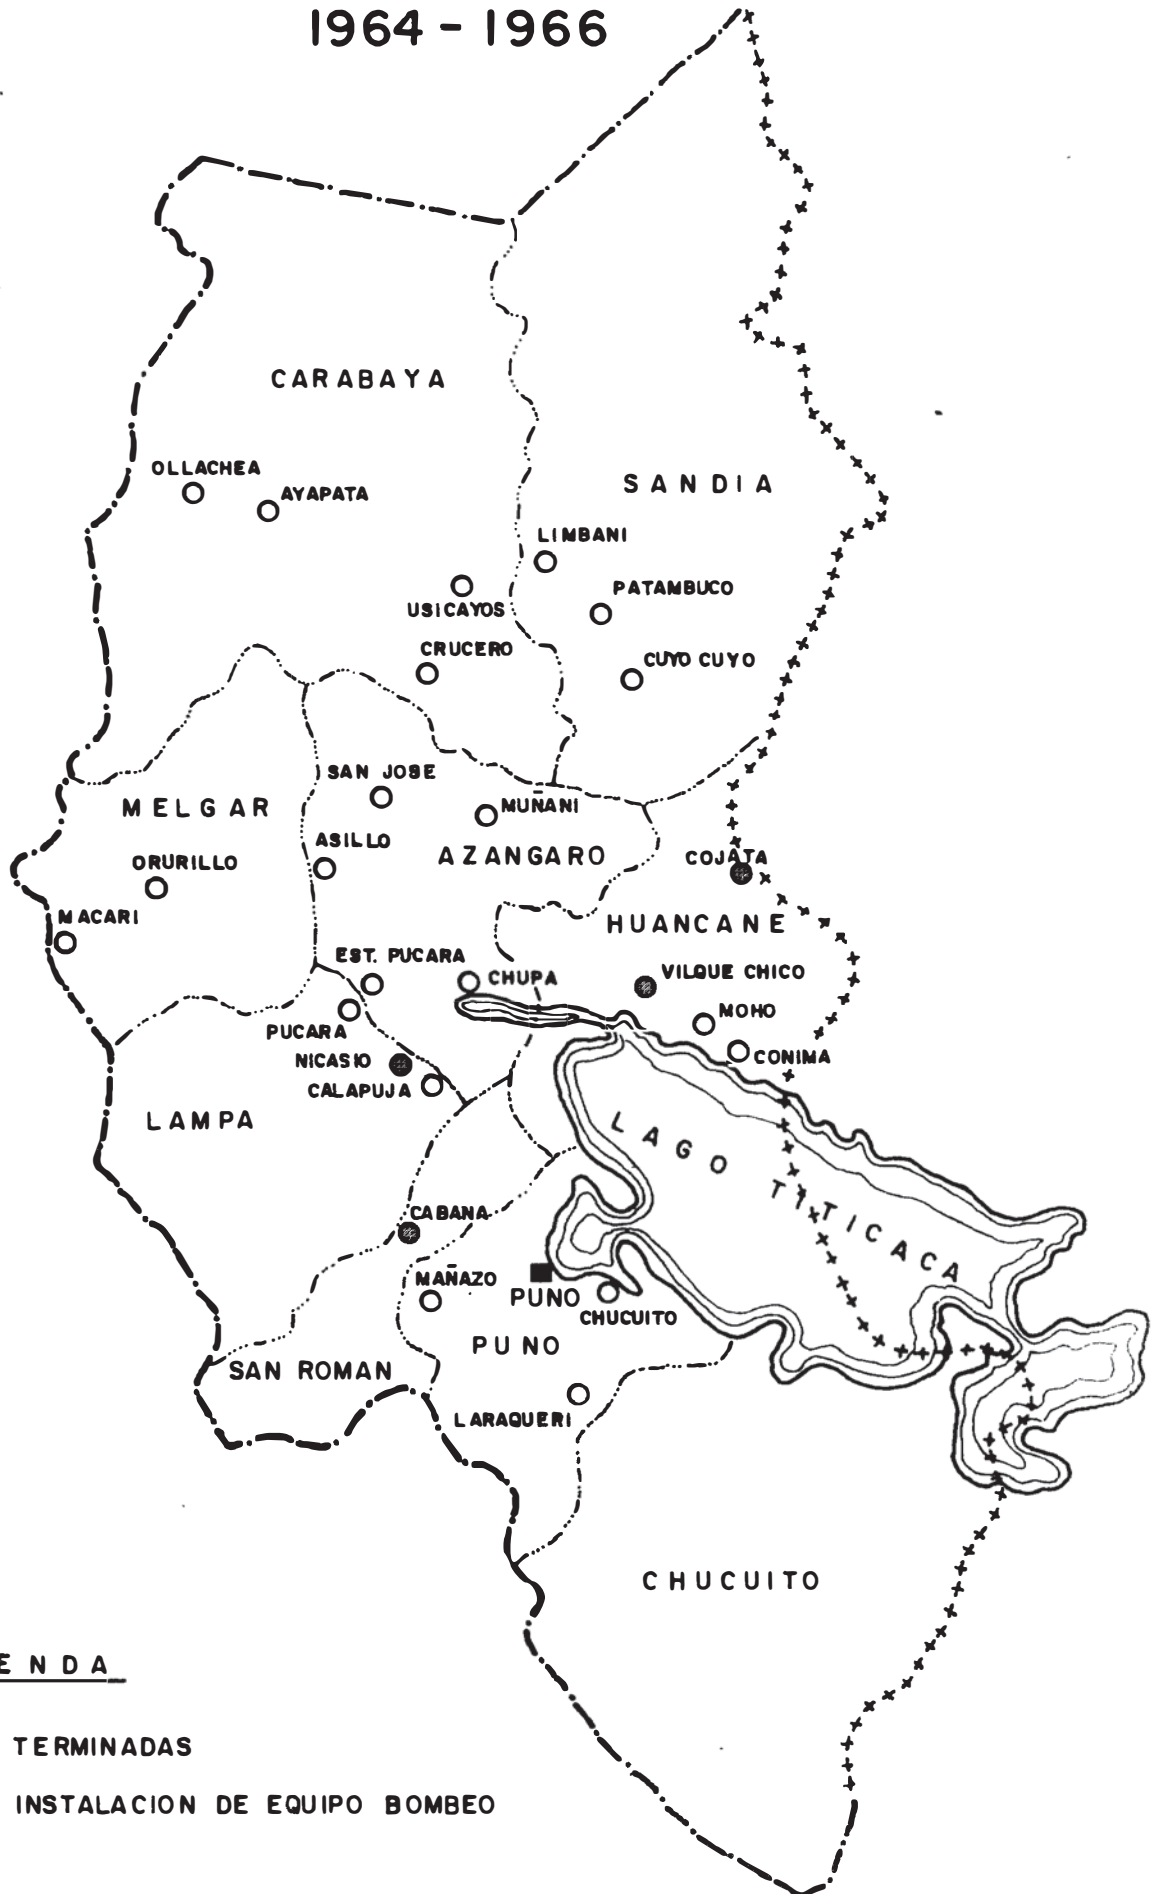 1964 - 1966
CARABAYA
OLLACHEA
AYAPATA
SANDIA
LIMBANI
USICAYOS
PATAMBUCO
CRUCERO
CUYO CUYO
SAN JOSE
MELGAR
MUÑANI
ASILLO
AZANGARO
COJATA
ORURILLO
MACARI
HUANCANE
EST. PUCARA
CHUPA
VILQUE CHICO
MOHO
PUCARA
NICASIO
CONIMA
CALAPUJA
LAMPA
LAGO TITICACA
CABANA
MAÑAZO
PUNO
CHUCUITO
PUNO
SAN ROMAN
LARAQUERI
CHUCUITO
ENDA
TERMINADAS
INSTALACION DE EQUIPO BOMBEO